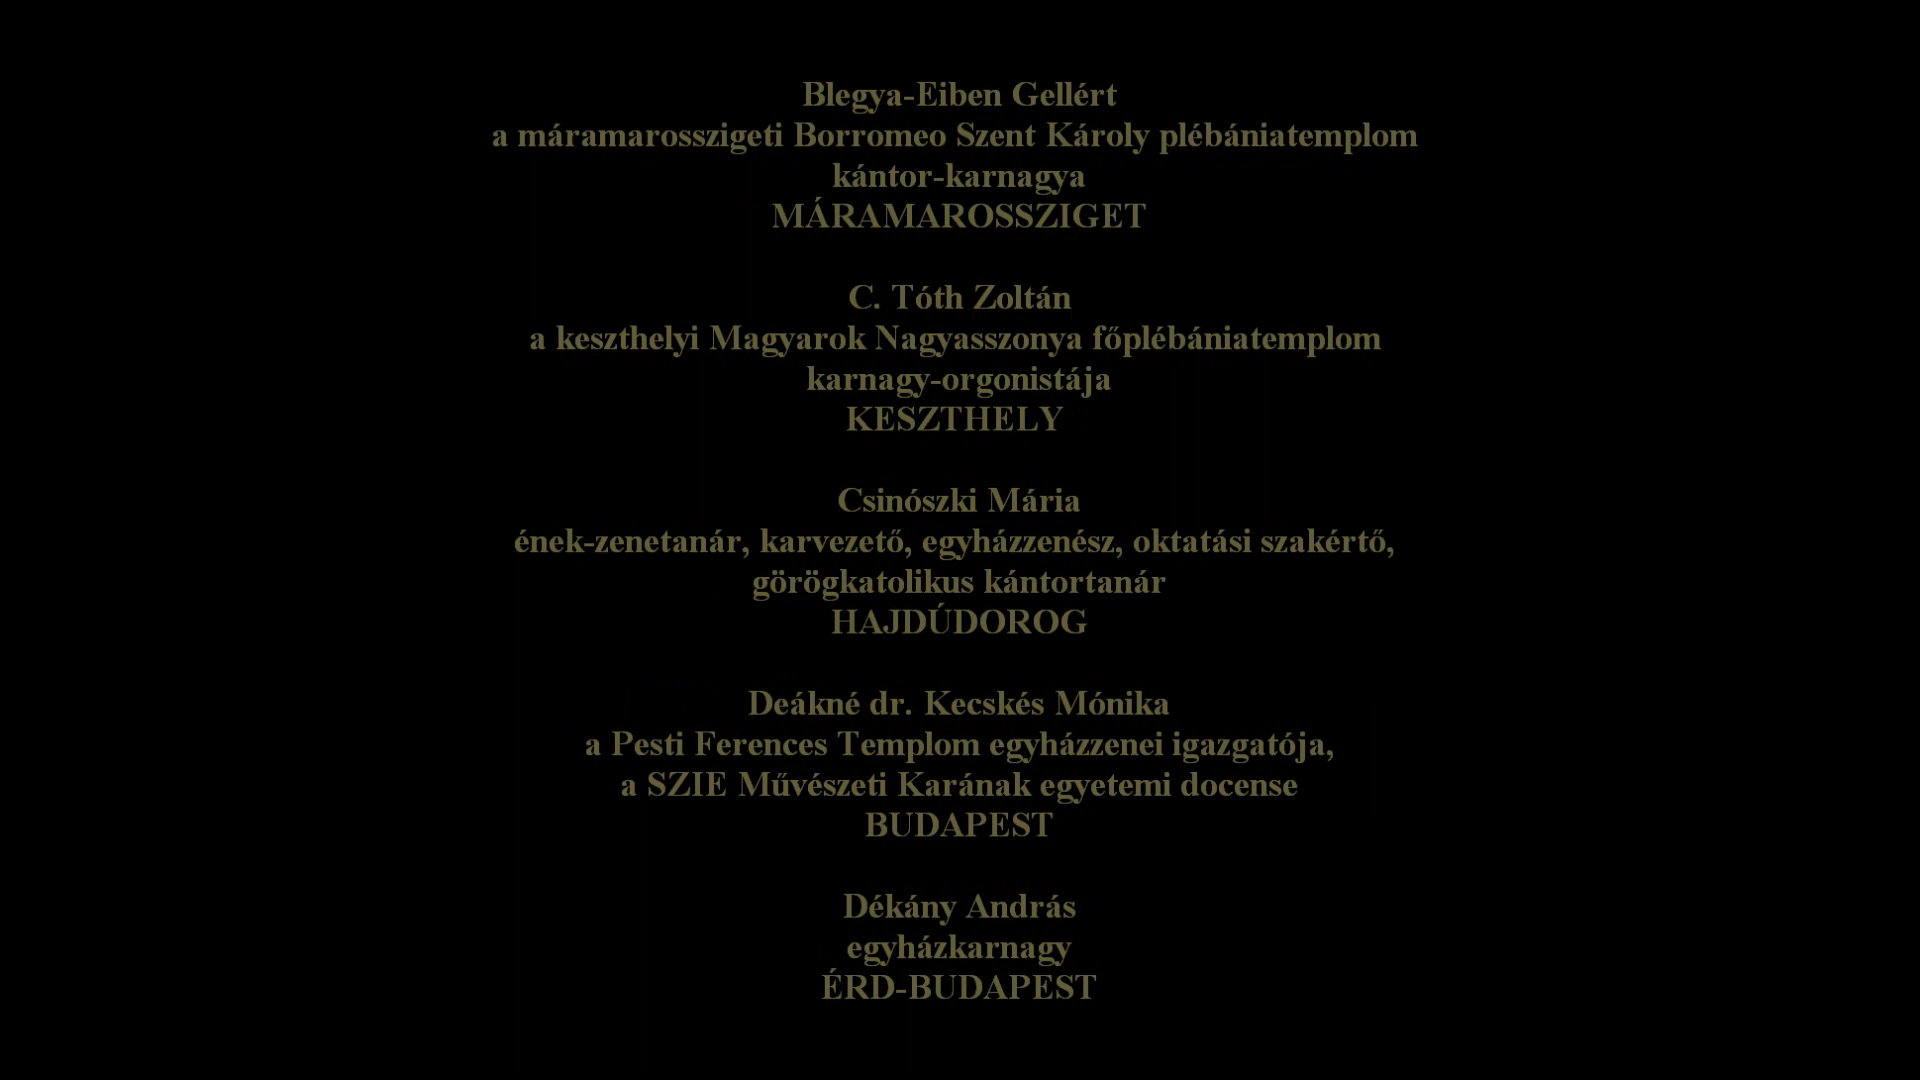 Blegya-Eiben Gellért
a máramarosszigeti Borromeo Szent Károly plébániatemplom
kántor-karnagya
MÁRAMAROSSZIGET
C. Tóth Zoltán
a keszthelyi Magyarok Nagyasszonya főplébániatemplom
karnagy-orgonistája
KESZTHELY
Csinószki Mária
ének-zenetanár, karvezető, egyházzenész, oktatási szakértő,
görögkatolikus kántortanár
HAJDÚDOROG
Deákné dr. Kecskés Mónika
a Pesti Ferences Templom egyházzenei igazgatója,
a SZIE Művészeti Karának egyetemi docense
BUDAPEST
Dékány András
egyházkarnagy
ÉRD-BUDAPEST